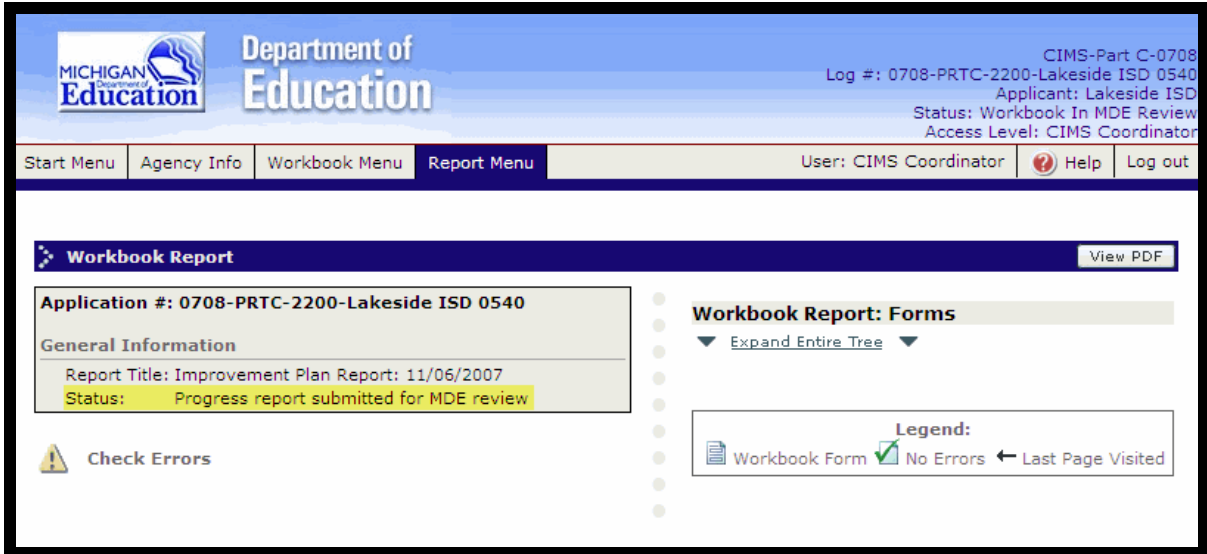 MICHIGAN
Department of
Education
Department of
Education
CIMS-Part C-0708
Log #: 0708-PRTC-2200-Lakeside ISD 0540
Applicant: Lakeside ISD
Status: Workbook In MDE Review
Access Level: CIMS Coordinator
Start Menu Agency Info Workbook Menu Report Menu User: CIMS Coordinator ? Help Log out
Workbook Report View PDF
Application #: 0708-PRTC-2200-Lakeside ISD 0540
General Information
Report Title: Improvement Plan Report: 11/06/2007
Status: Progress report submitted for MDE review
Check Errors
Workbook Report: Forms
Expand Entire Tree
Legend:
Workbook Form No Errors Last Page Visited